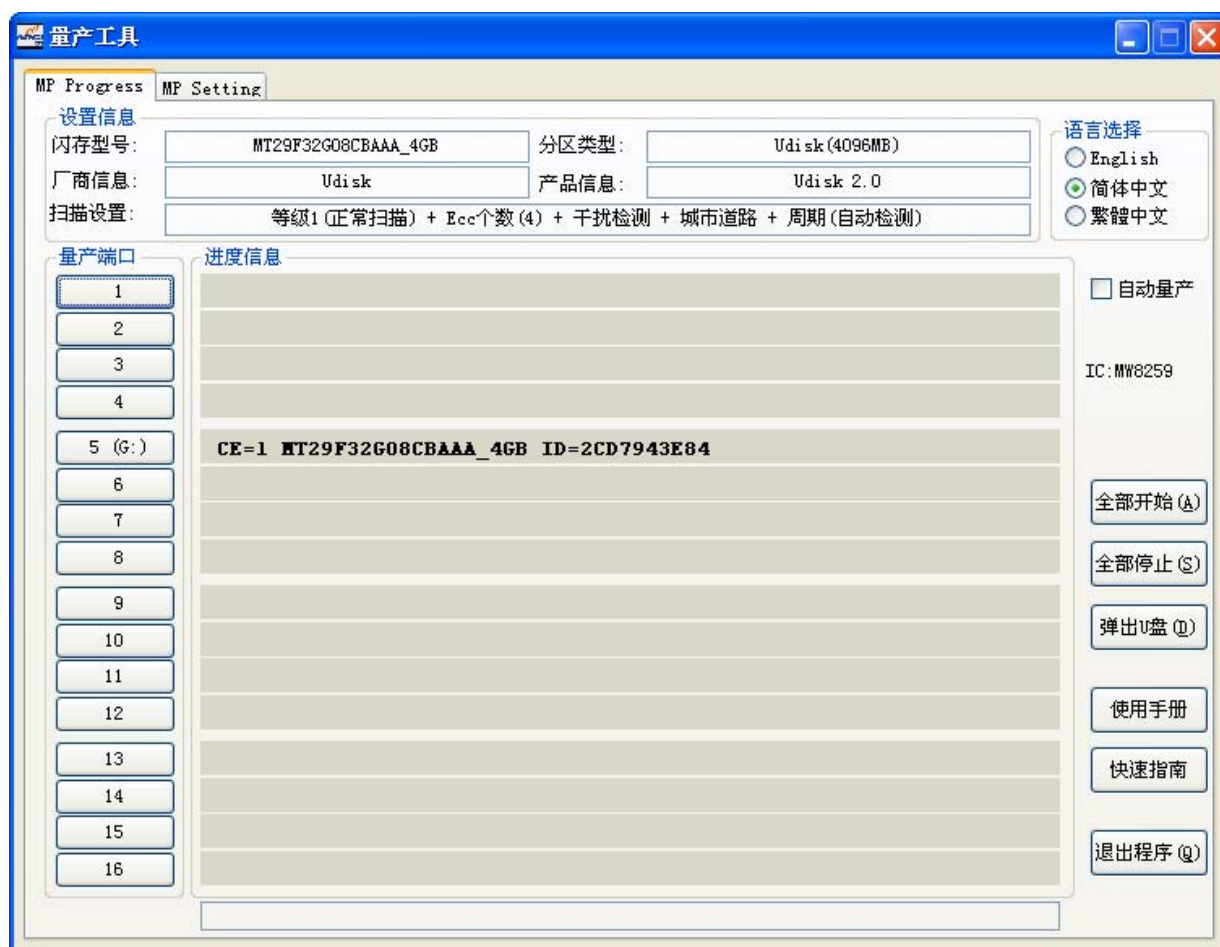 量产工具
MP Progress MP Setting
设置信息
闪存型号: MT29F32G08CBAAA_4GB 分区类型: Udisk(4096MB)
厂商信息: Udisk 产品信息: Udisk 2.0
扫描设置: 等级1(正常扫描) + Ecc个数(4) + 干扰检测 + 城市道路 + 周期(自动检测)
语言选择
English
简体中文
繁體中文
量产端口 进度信息
1
2
3
4
5 (G:) CE=1 MT29F32G08CBAAA_4GB ID=2CD7943E84
6
7
8
9
10
11
12
13
14
15
16
自动量产
IC:MW8259
全部开始(A)
全部停止(S)
弹出U盘(D)
使用手册
快速指南
退出程序(Q)